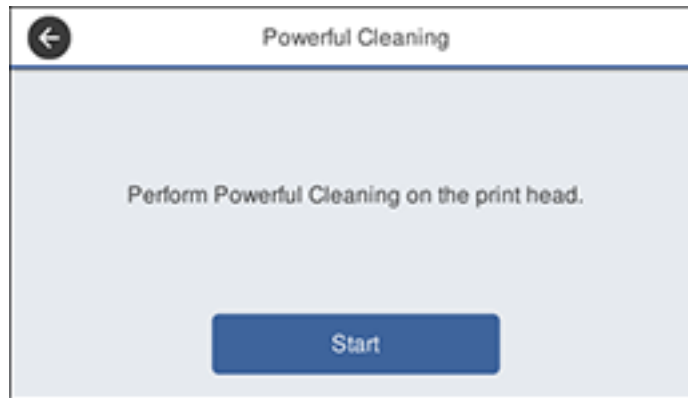 Powerful Cleaning
Perform Powerful Cleaning on the print head.
Start